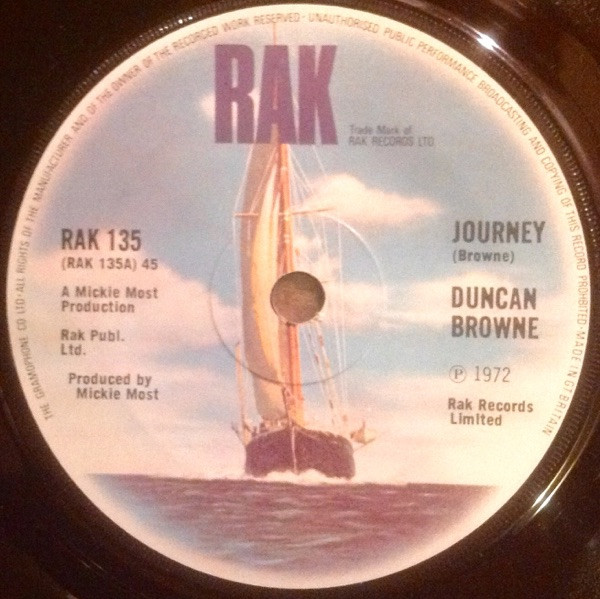 THE GRAMOPHONE CO LTD · ALL RIGHTS OF THE MANUFACTURER AND OF THE OWNER OF THE RECORDED WORK RESERVED · UNAUTHORISED PUBLIC PERFORMANCE BROADCASTING AND COPYING OF THIS RECORD PROHIBITED · MADE IN GT BRITAIN
RAK
Trade Mark of
RAK RECORDS LTD
RAK 135
(RAK 135A) 45
A Mickie Most
Production
Rak Publ.
Ltd.
Produced by
Mickie Most
JOURNEY
(Browne)
DUNCAN
BROWNE
℗ 1972
Rak Records
Limited